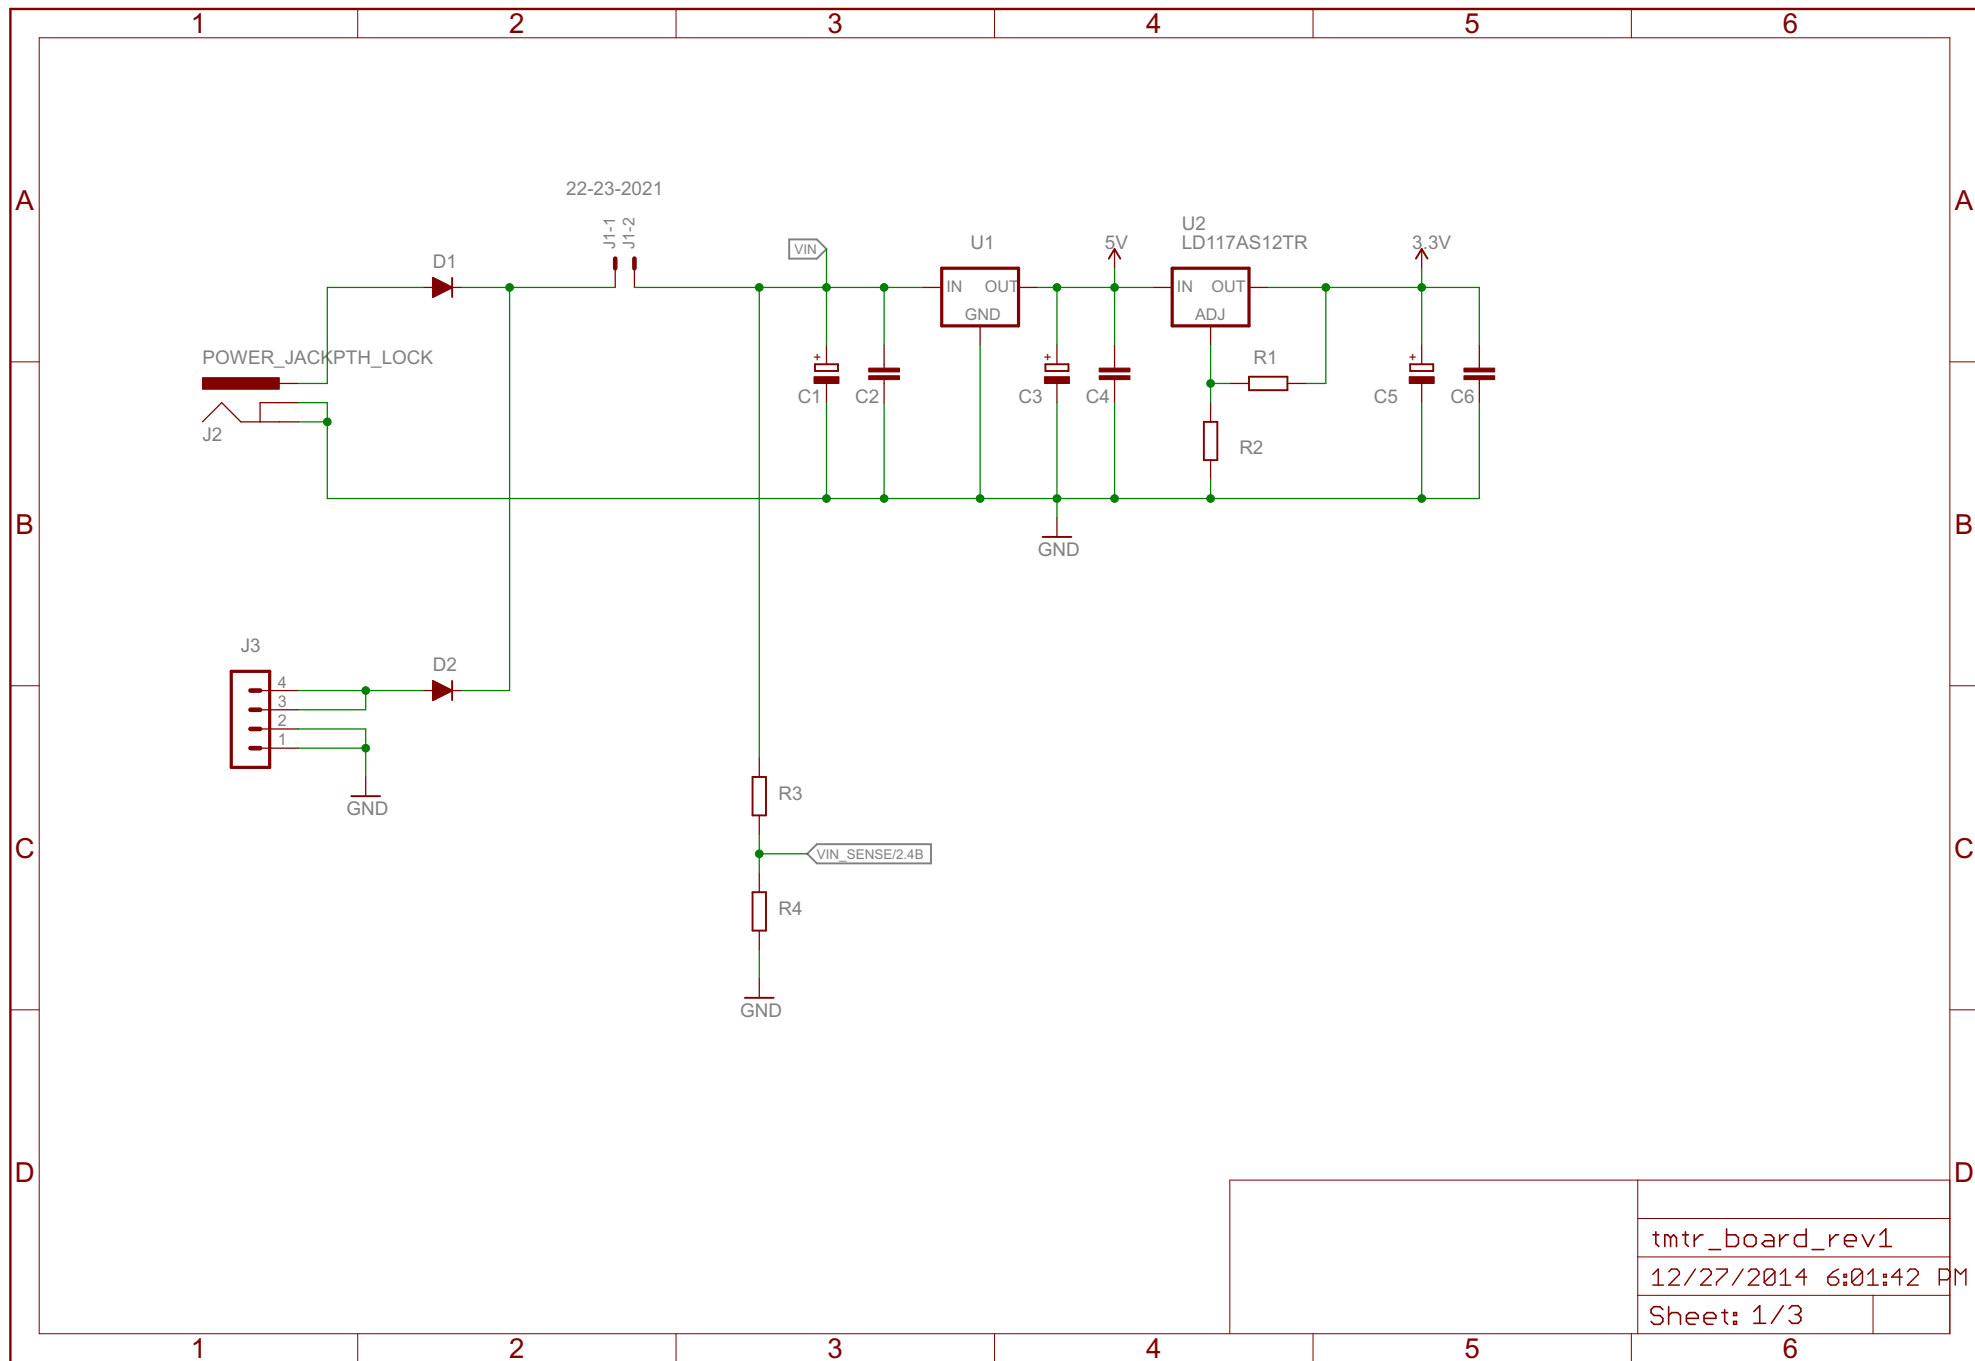 1 2 3 4 5 6
A A
22-23-2021
J1-1
J1-2
D1
VIN
U1
5V
U2
LD117AS12TR
3.3V
IN OUT
GND
IN OUT
ADJ
POWER_JACKPTH_LOCK
J2
+
C1
C2
+
C3
C4
R1
R2
+
C5
C6
B B
GND
J3
4
3
2
1
D2
GND
R3
C C
VIN_SENSE/2.4B
R4
GND
D D
tmtr_board_rev1
12/27/2014 6:01:42 PM
Sheet: 1/3
1 2 3 4 5 6